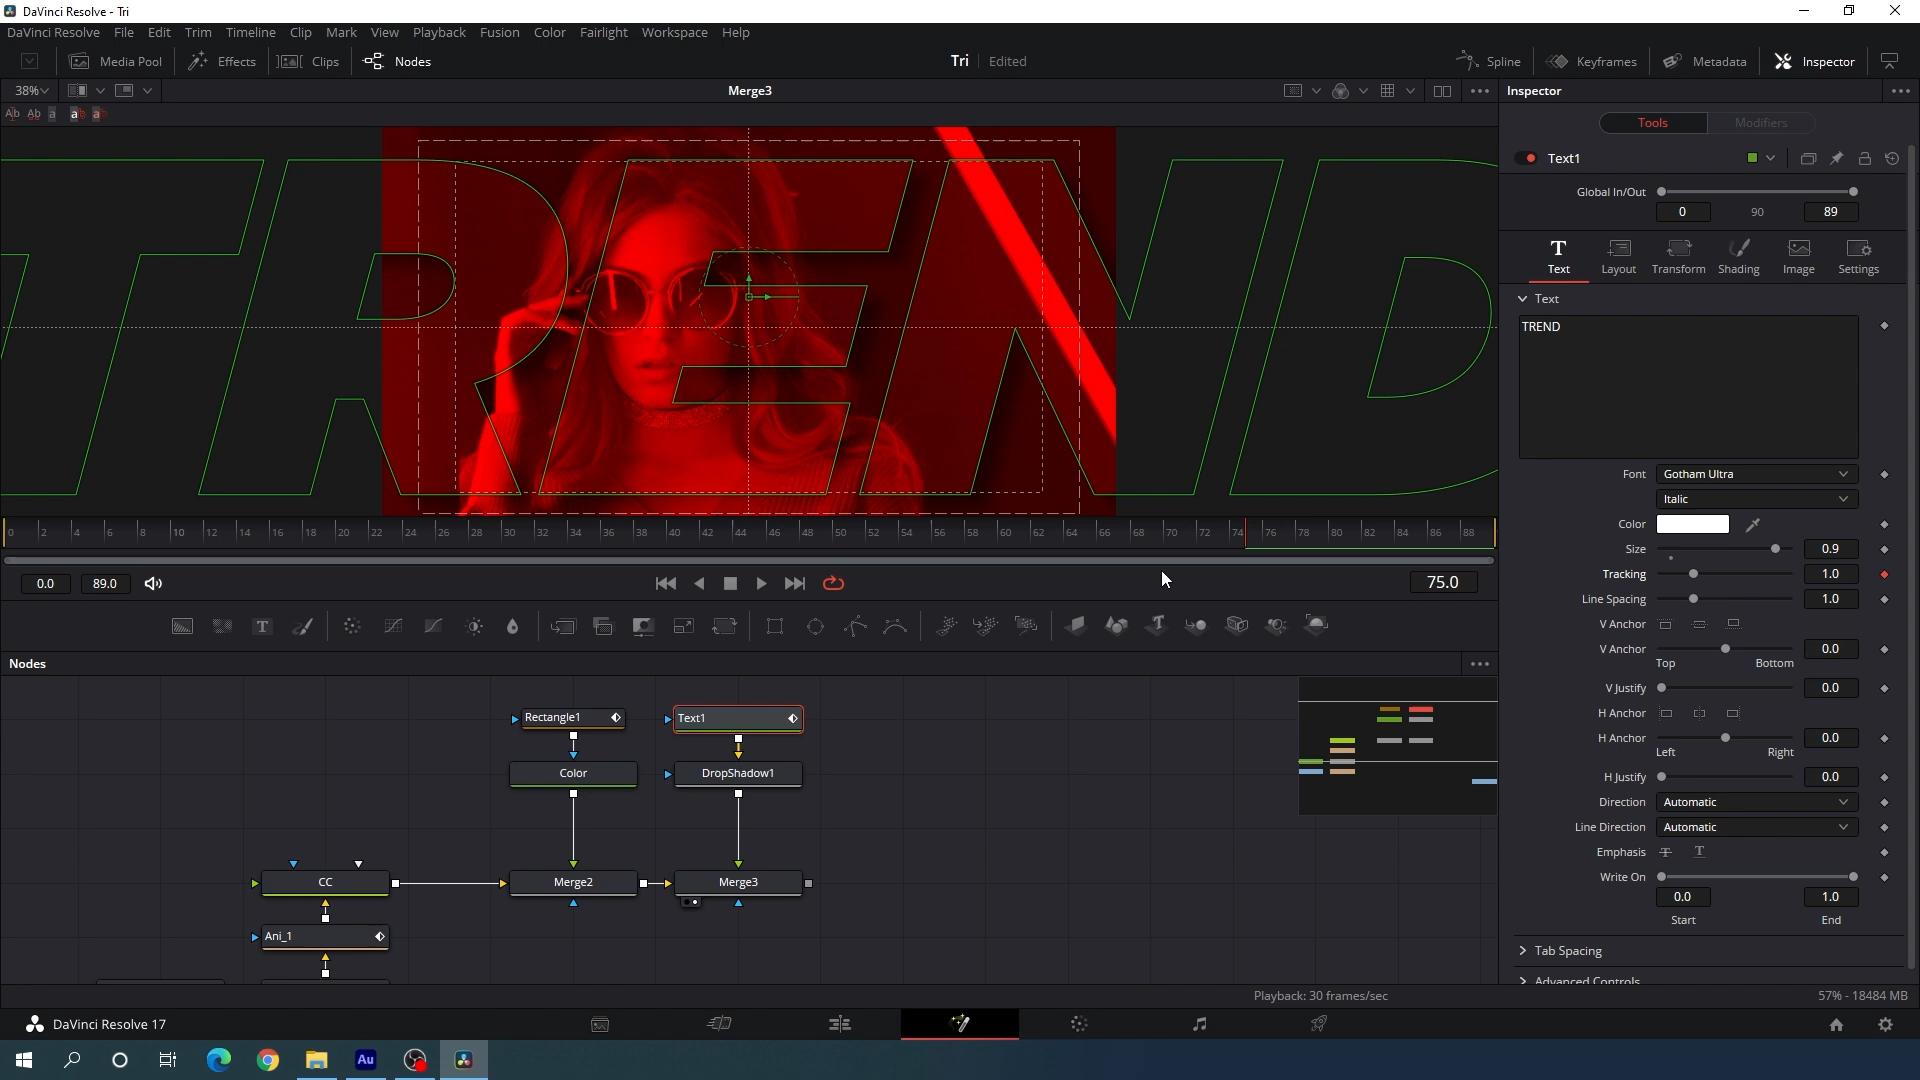 DaVinci Resolve - Tri
DaVinci Resolve File Edit Trim Timeline Clip Mark View Playback Fusion Color Fairlight Workspace Help
Media Pool Effects Clips Nodes Tri Edited Spline Keyframes Metadata Inspector
38% Merge3 Inspector
Tools Modifiers
Text1
Global In/Out
0 90 89
Text Layout Transform Shading Image Settings
Text
TREND
TREND
Font Gotham Ultra
Italic
Color
Size 0.9
Tracking 1.0
Line Spacing 1.0
V Anchor
V Anchor 0.0
Top Bottom
V Justify 0.0
H Anchor
H Anchor 0.0
Left Right
H Justify 0.0
Direction Automatic
Line Direction Automatic
Emphasis
Write On
0.0 1.0
Start End
Tab Spacing
Advanced Controls
0 2 4 6 8 10 12 14 16 18 20 22 24 26 28 30 32 34 36 38 40 42 44 46 48 50 52 54 56 58 60 62 64 66 68 70 72 74 76 78 80 82 84 86 88
0.0 89.0 75.0
Nodes
Rectangle1 Text1
Color DropShadow1
CC Merge2 Merge3
Ani_1
Playback: 30 frames/sec 57% - 18484 MB
DaVinci Resolve 17
Au